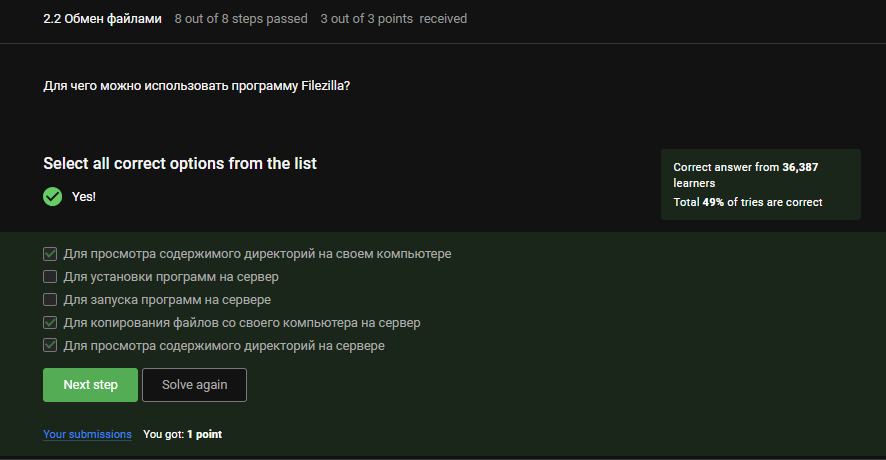 2.2 Обмен файлами 8 out of 8 steps passed 3 out of 3 points received
Для чего можно использовать программу Filezilla?
Select all correct options from the list
Yes!
Correct answer from 36,387
learners
Total 49% of tries are correct
Для просмотра содержимого директорий на своем компьютере
Для установки программ на сервер
Для запуска программ на сервере
Для копирования файлов со своего компьютера на сервер
Для просмотра содержимого директорий на сервере
Next step Solve again
Your submissions You got: 1 point